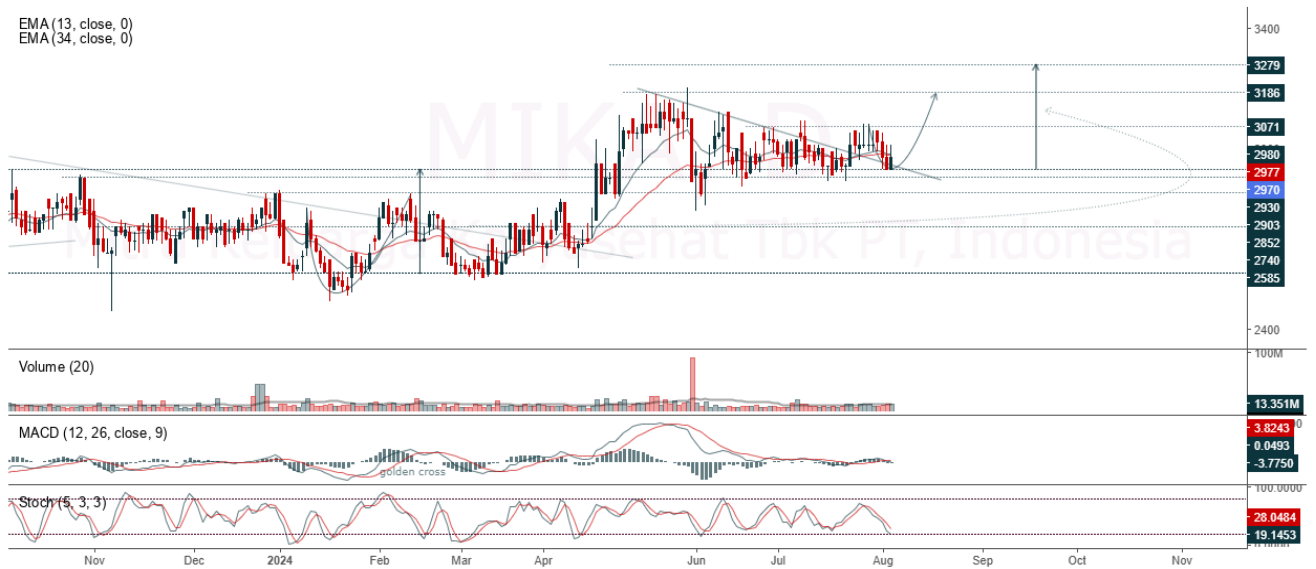 EMA (13, close, 0)
EMA (34, close, 0)
3400
3279
3186
3071
2980
2977
2970
2930
2903
2852
2740
2585
2400
Volume (20)
100M
13.351M
MACD (12, 26, close, 9)
golden cross
3.8243
0.0493
-3.7750
Stoch (5, 3, 3)
100.0000
28.0484
19.1453
Nov
Dec
2024
Feb
Mar
Apr
Jun
Jul
Aug
Sep
Oct
Nov